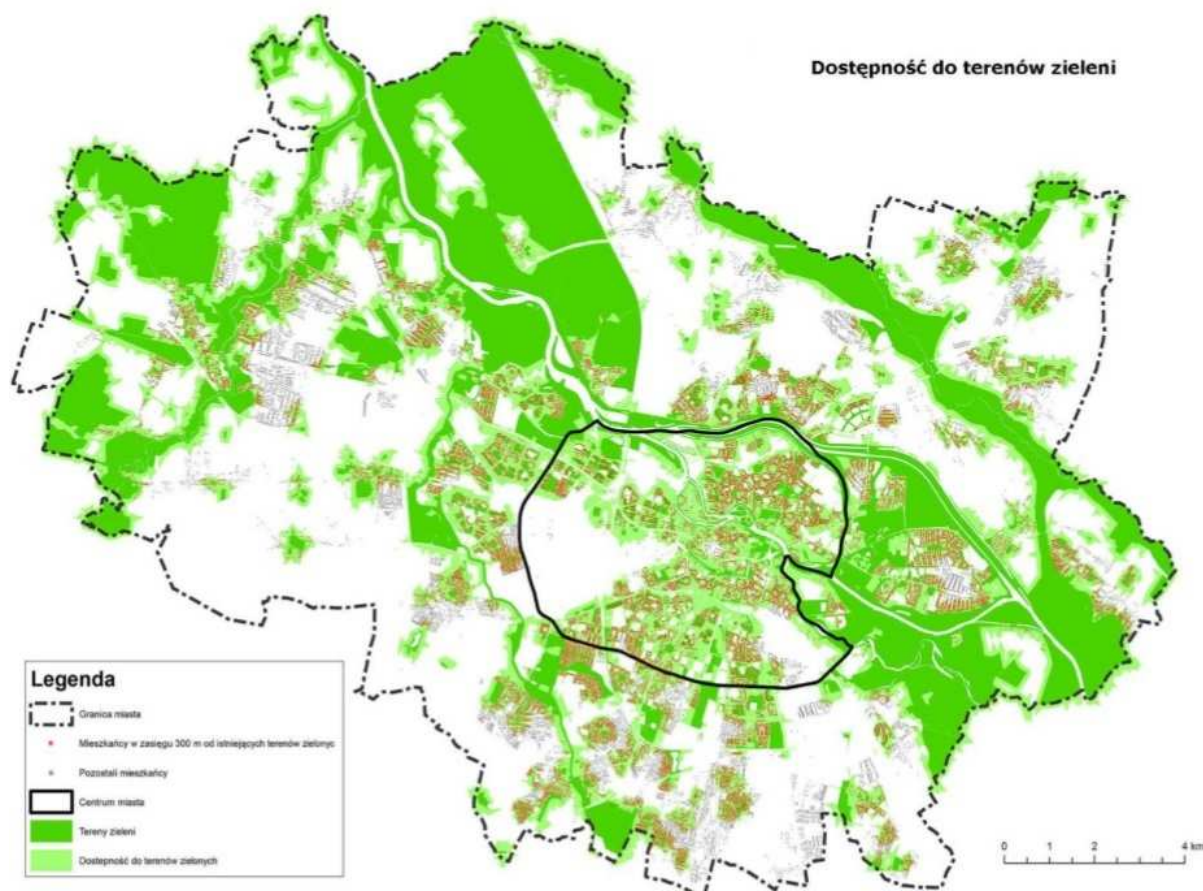 Dostępność do terenów zieleni
Legenda
Granica miasta
Mieszkańcy w zasięgu 300 m od istniejących terenów zielonyc
Pozostali mieszkańcy
Centrum miasta
Tereny zieleni
Dostępność do terenów zielonych
0 1 2 4 km